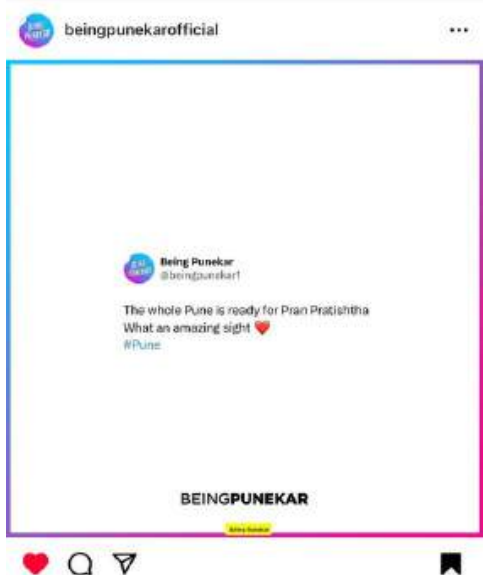 beingpunekarofficial
Being Punekar
@beingpunekar1
The whole Pune is ready for Pran Pratishtha
What an amazing sight ❤️
#Pune
BEINGPUNEKAR